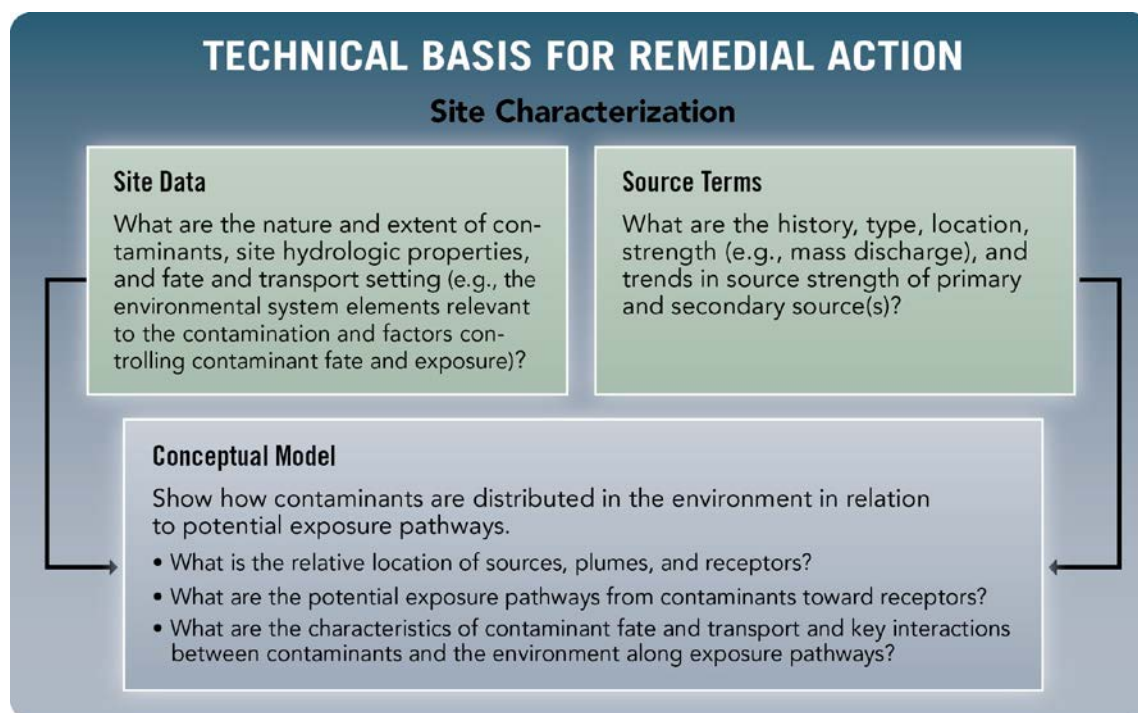 TECHNICAL BASIS FOR REMEDIAL ACTION
Site Characterization
Site Data
What are the nature and extent of con-
taminants, site hydrologic properties,
and fate and transport setting (e.g., the
environmental system elements relevant
to the contamination and factors con-
trolling contaminant fate and exposure)?
Source Terms
What are the history, type, location,
strength (e.g., mass discharge), and
trends in source strength of primary
and secondary source(s)?
Conceptual Model
Show how contaminants are distributed in the environment in relation
to potential exposure pathways.
• What is the relative location of sources, plumes, and receptors?
• What are the potential exposure pathways from contaminants toward receptors?
• What are the characteristics of contaminant fate and transport and key interactions
between contaminants and the environment along exposure pathways?